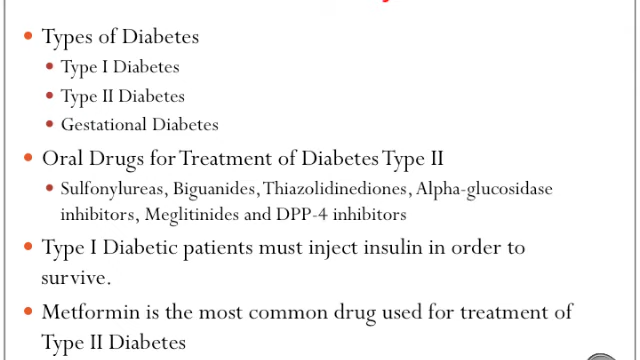 Types of Diabetes
Type I Diabetes
Type II Diabetes
Gestational Diabetes
Oral Drugs for Treatment of Diabetes Type II
Sulfonylureas, Biguanides, Thiazolidinediones, Alpha-glucosidase
inhibitors, Meglitinides and DPP-4 inhibitors
Type I Diabetic patients must inject insulin in order to
survive.
Metformin is the most common drug used for treatment of
Type II Diabetes